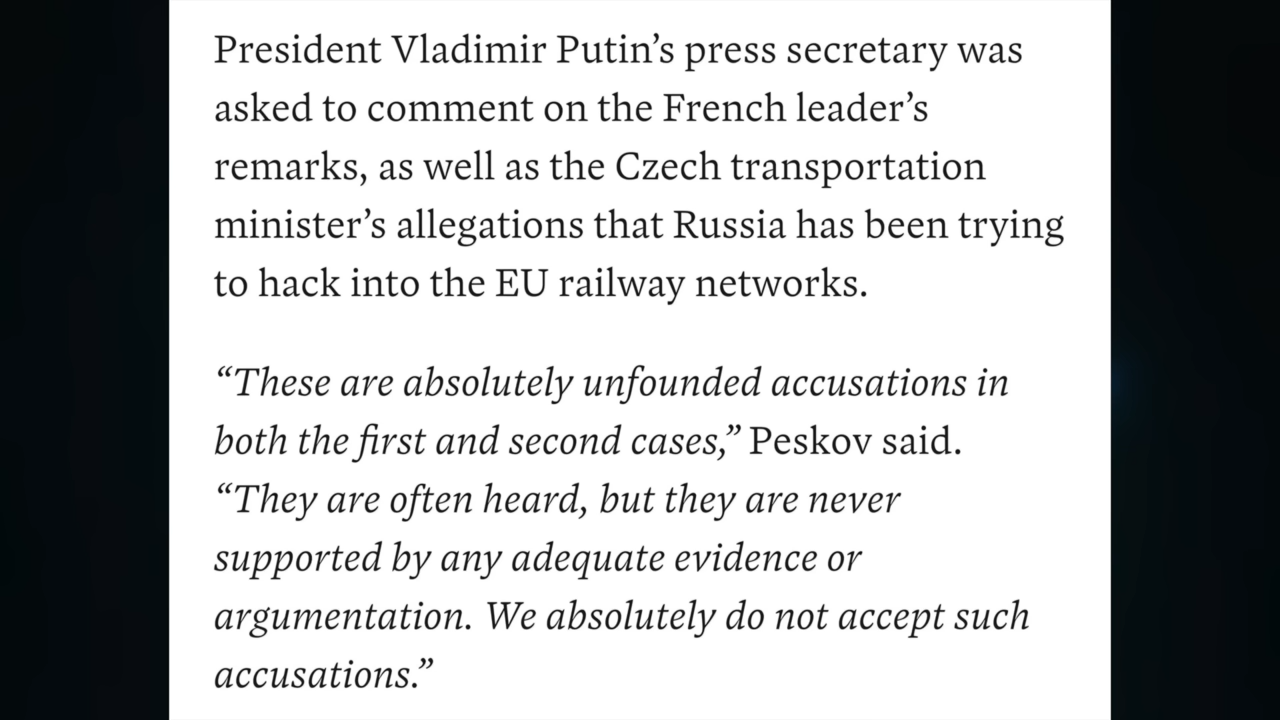 President Vladimir Putin’s press secretary was
asked to comment on the French leader’s
remarks, as well as the Czech transportation
minister’s allegations that Russia has been trying
to hack into the EU railway networks.
“These are absolutely unfounded accusations in
both the first and second cases,” Peskov said.
“They are often heard, but they are never
supported by any adequate evidence or
argumentation. We absolutely do not accept such
accusations.”